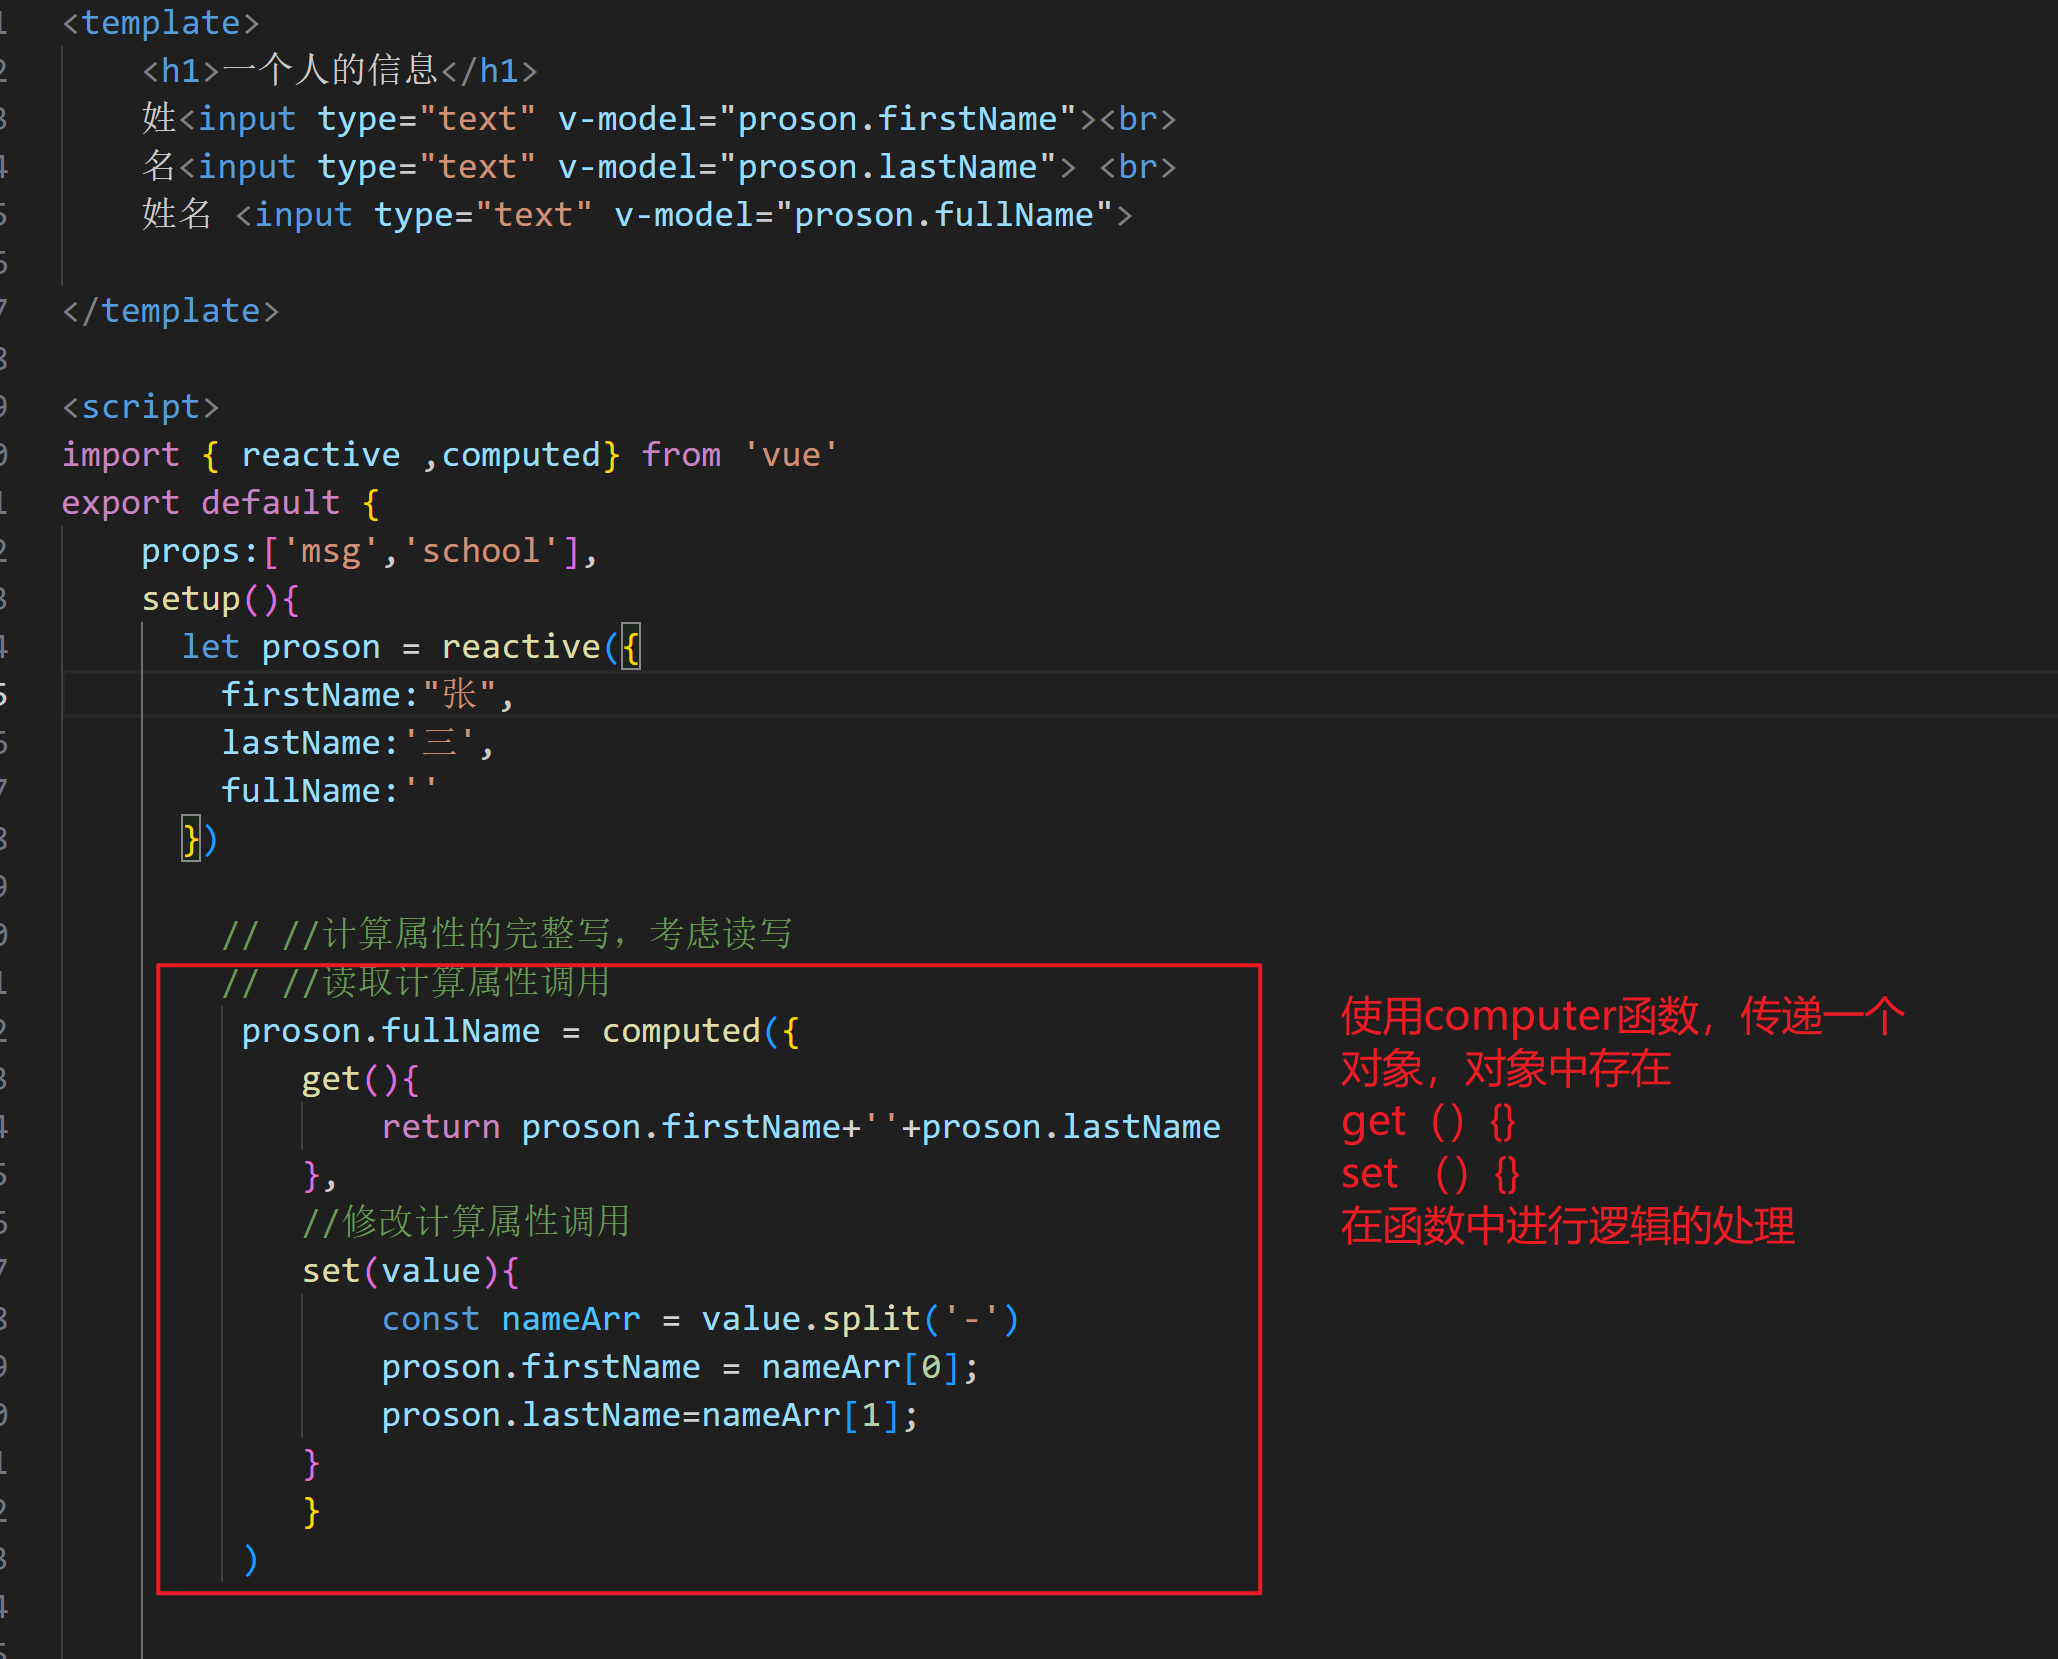 <template>
<h1>一个人的信息</h1>
姓<input type="text" v-model="proson.firstName"><br>
名<input type="text" v-model="proson.lastName"> <br>
姓名 <input type="text" v-model="proson.fullName">
</template>
<script>
import { reactive ,computed} from 'vue'
export default {
props:['msg','school'],
setup(){
let proson = reactive({
firstName:"张",
lastName:'三',
fullName:''
})
// //计算属性的完整写，考虑读写
// //读取计算属性调用
proson.fullName = computed({
get(){
return proson.firstName+''+proson.lastName
},
//修改计算属性调用
set(value){
const nameArr = value.split('-')
proson.firstName = nameArr[0];
proson.lastName=nameArr[1];
}
}
)
使用computer函数，传递一个
对象，对象中存在
get（）{}
set （）{}
在函数中进行逻辑的处理